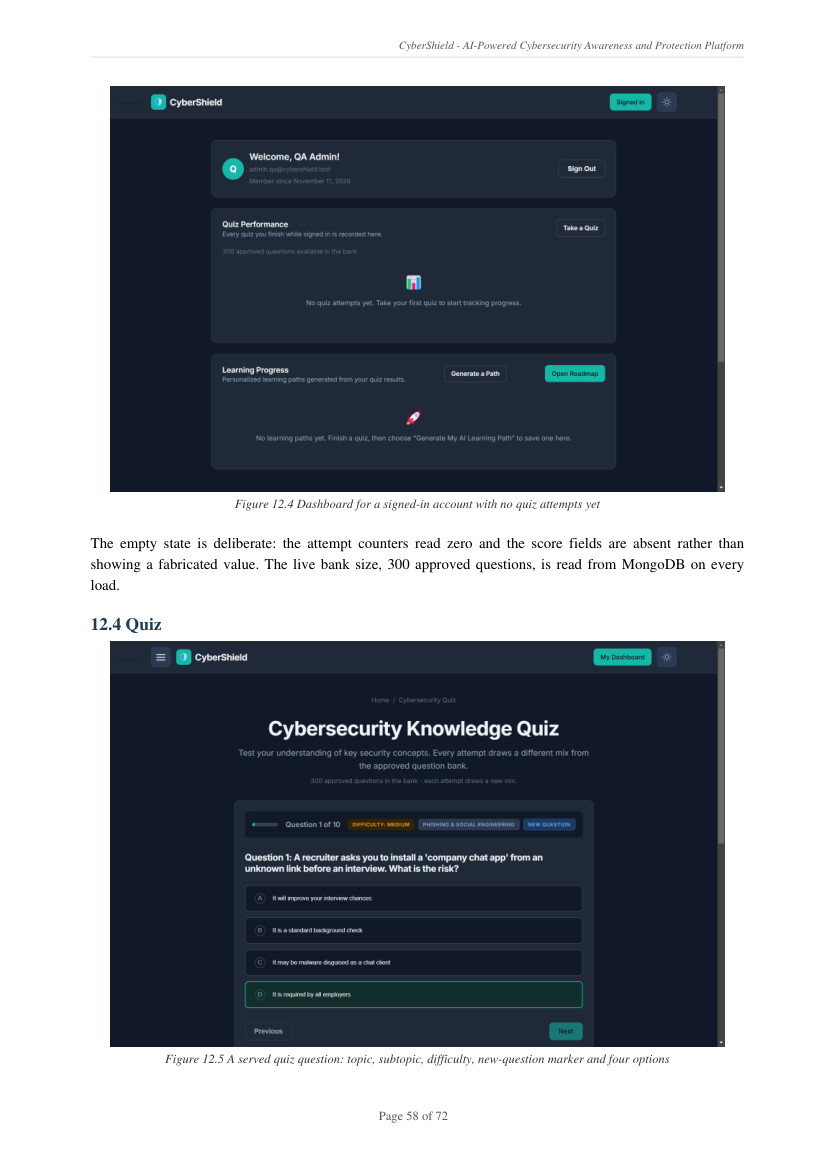 CyberShield - AI-Powered Cybersecurity Awareness and Protection Platform
CyberShield
Signed in
Q
Welcome, QA Admin!
admin.qa@cybershield.test
Member since November 11, 2026
Sign Out
Quiz Performance
Every quiz you finish while signed in is recorded here.
Take a Quiz
300 approved questions available in the bank
No quiz attempts yet. Take your first quiz to start tracking progress.
Learning Progress
Personalized learning paths generated from your quiz results.
Generate a Path
Open Roadmap
No learning paths yet. Finish a quiz, then choose "Generate My AI Learning Path" to save one here.
Figure 12.4 Dashboard for a signed-in account with no quiz attempts yet
The empty state is deliberate: the attempt counters read zero and the score fields are absent rather than
showing a fabricated value. The live bank size, 300 approved questions, is read from MongoDB on every
load.
12.4 Quiz
CyberShield
My Dashboard
Home / Cybersecurity Quiz
Cybersecurity Knowledge Quiz
Test your understanding of key security concepts. Every attempt draws a different mix from
the approved question bank.
300 approved questions in the bank - each attempt draws a new mix.
Question 1 of 10
DIFFICULTY: MEDIUM
PHISHING & SOCIAL ENGINEERING
NEW QUESTION
Question 1: A recruiter asks you to install a 'company chat app' from an
unknown link before an interview. What is the risk?
A It will improve your interview chances
B It is a standard background check
C It may be malware disguised as a chat client
D It is required by all employers
Previous
Next
Figure 12.5 A served quiz question: topic, subtopic, difficulty, new-question marker and four options
Page 58 of 72